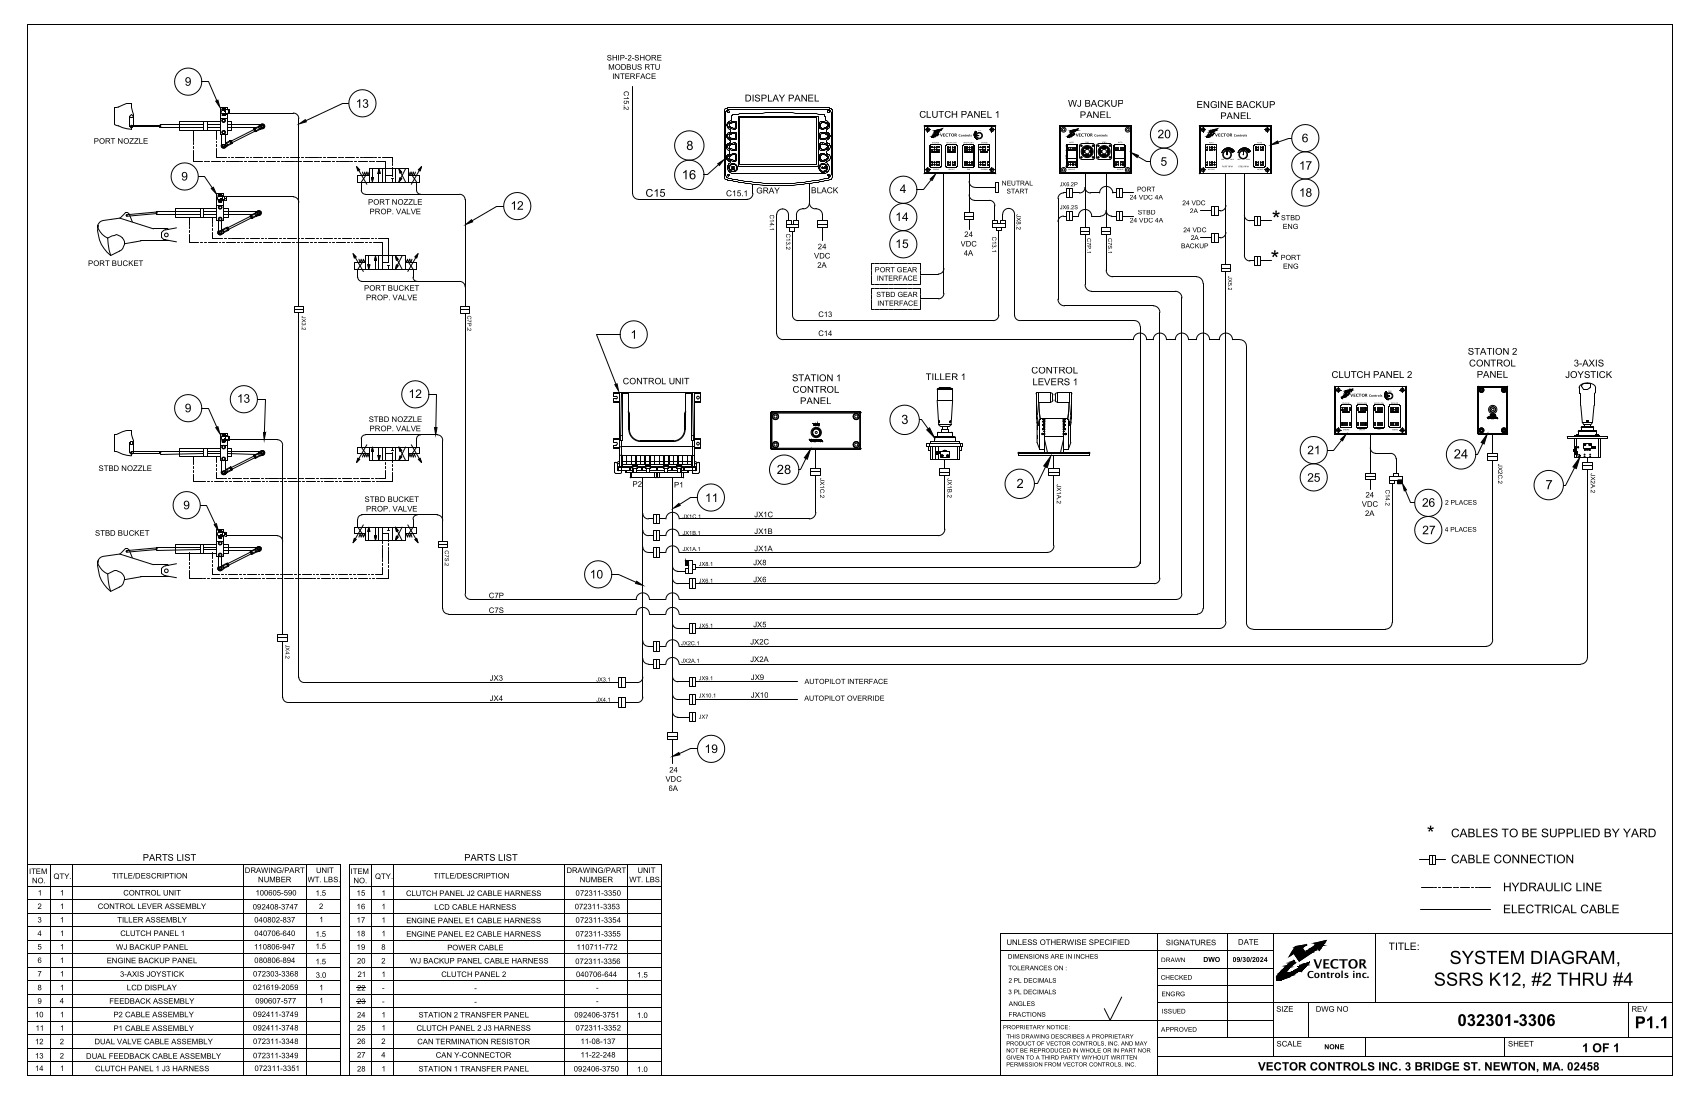 SHIP-2-SHORE
MODBUS RTU
INTERFACE
C15.2
DISPLAY PANEL
8
16
C15
C15.1
GRAY
BLACK
C14.1
C13.2
24
VDC
2A
CLUTCH PANEL 1
VECTOR Controls
4
14
15
NEUTRAL
START
24
VDC
4A
C13.1
JX8.2
PORT GEAR
INTERFACE
STBD GEAR
INTERFACE
C13
C14
WJ BACKUP
PANEL
VECTOR Controls
20
5
JX6.2P
PORT
24 VDC 4A
JX6.2S
STBD
24 VDC 4A
C7P.1
C7S.1
ENGINE BACKUP
PANEL
VECTOR Controls
6
17
18
24 VDC
2A
24 VDC
2A
BACKUP
* STBD
ENG
* PORT
ENG
JX5.2
9
13
PORT NOZZLE
9
PORT NOZZLE
PROP. VALVE
12
PORT BUCKET
PORT BUCKET
PROP. VALVE
JX3.2
C7P.2
9
13
12
STBD NOZZLE
PROP. VALVE
STBD NOZZLE
9
STBD BUCKET
PROP. VALVE
STBD BUCKET
C7S.2
JX4.2
1
CONTROL UNIT
P2
P1
11
10
STATION 1
CONTROL
PANEL
28
JX1C.2
TILLER 1
3
JX1B.2
CONTROL
LEVERS 1
2
JX1A.2
CLUTCH PANEL 2
VECTOR Controls
21
25
24
VDC
2A
C14.2
26 2 PLACES
27 4 PLACES
STATION 2
CONTROL
PANEL
24
JX2C.2
3-AXIS
JOYSTICK
7
JX2A.2
JX1C.1 JX1C
JX1B.1 JX1B
JX1A.1 JX1A
JX8.1 JX8
JX6.1 JX6
C7P
C7S
JX5.1 JX5
JX2C.1 JX2C
JX2A.1 JX2A
JX3 JX3.1
JX9.1 JX9 AUTOPILOT INTERFACE
JX4 JX4.1
JX10.1 JX10 AUTOPILOT OVERRIDE
JX7
19
24
VDC
6A
* CABLES TO BE SUPPLIED BY YARD
CABLE CONNECTION
HYDRAULIC LINE
ELECTRICAL CABLE
PARTS LIST
ITEM NO. QTY. TITLE/DESCRIPTION DRAWING/PART NUMBER UNIT WT. LBS.
1 1 CONTROL UNIT 100605-590 1.5
2 1 CONTROL LEVER ASSEMBLY 092408-3747 2
3 1 TILLER ASSEMBLY 040802-837 1
4 1 CLUTCH PANEL 1 040706-640 1.5
5 1 WJ BACKUP PANEL 110806-947 1.5
6 1 ENGINE BACKUP PANEL 080806-894 1.5
7 1 3-AXIS JOYSTICK 072303-3368 3.0
8 1 LCD DISPLAY 021619-2059 1
9 4 FEEDBACK ASSEMBLY 090607-577 1
10 1 P2 CABLE ASSEMBLY 092411-3749
11 1 P1 CABLE ASSEMBLY 092411-3748
12 2 DUAL VALVE CABLE ASSEMBLY 072311-3348
13 2 DUAL FEEDBACK CABLE ASSEMBLY 072311-3349
14 1 CLUTCH PANEL 1 J3 HARNESS 072311-3351
PARTS LIST
ITEM NO. QTY. TITLE/DESCRIPTION DRAWING/PART NUMBER UNIT WT. LBS.
15 1 CLUTCH PANEL J2 CABLE HARNESS 072311-3350
16 1 LCD CABLE HARNESS 072311-3353
17 1 ENGINE PANEL E1 CABLE HARNESS 072311-3354
18 1 ENGINE PANEL E2 CABLE HARNESS 072311-3355
19 8 POWER CABLE 110711-772
20 2 WJ BACKUP PANEL CABLE HARNESS 072311-3356
21 1 CLUTCH PANEL 2 040706-644 1.5
22 - - -
23 - - -
24 1 STATION 2 TRANSFER PANEL 092406-3751 1.0
25 1 CLUTCH PANEL 2 J3 HARNESS 072311-3352
26 2 CAN TERMINATION RESISTOR 11-08-137
27 4 CAN Y-CONNECTOR 11-22-248
28 1 STATION 1 TRANSFER PANEL 092406-3750 1.0
UNLESS OTHERWISE SPECIFIED
DIMENSIONS ARE IN INCHES
TOLERANCES ON :
2 PL DECIMALS
3 PL DECIMALS
ANGLES
FRACTIONS
PROPRIETARY NOTICE:
THIS DRAWING DESCRIBES A PROPRIETARY
PRODUCT OF VECTOR CONTROLS, INC. AND MAY
NOT BE REPRODUCED IN WHOLE OR IN PART NOR
GIVEN TO A THIRD PARTY WIYHOUT WRITTEN
PERMISSION FROM VECTOR CONTROLS, INC.
SIGNATURES DATE
DRAWN DWO 09/30/2024
CHECKED
ENGRG
ISSUED
APPROVED
VECTOR
Controls inc.
TITLE: SYSTEM DIAGRAM,
SSRS K12, #2 THRU #4
SIZE DWG NO 032301-3306 REV P1.1
SCALE NONE SHEET 1 OF 1
VECTOR CONTROLS INC. 3 BRIDGE ST. NEWTON, MA. 02458